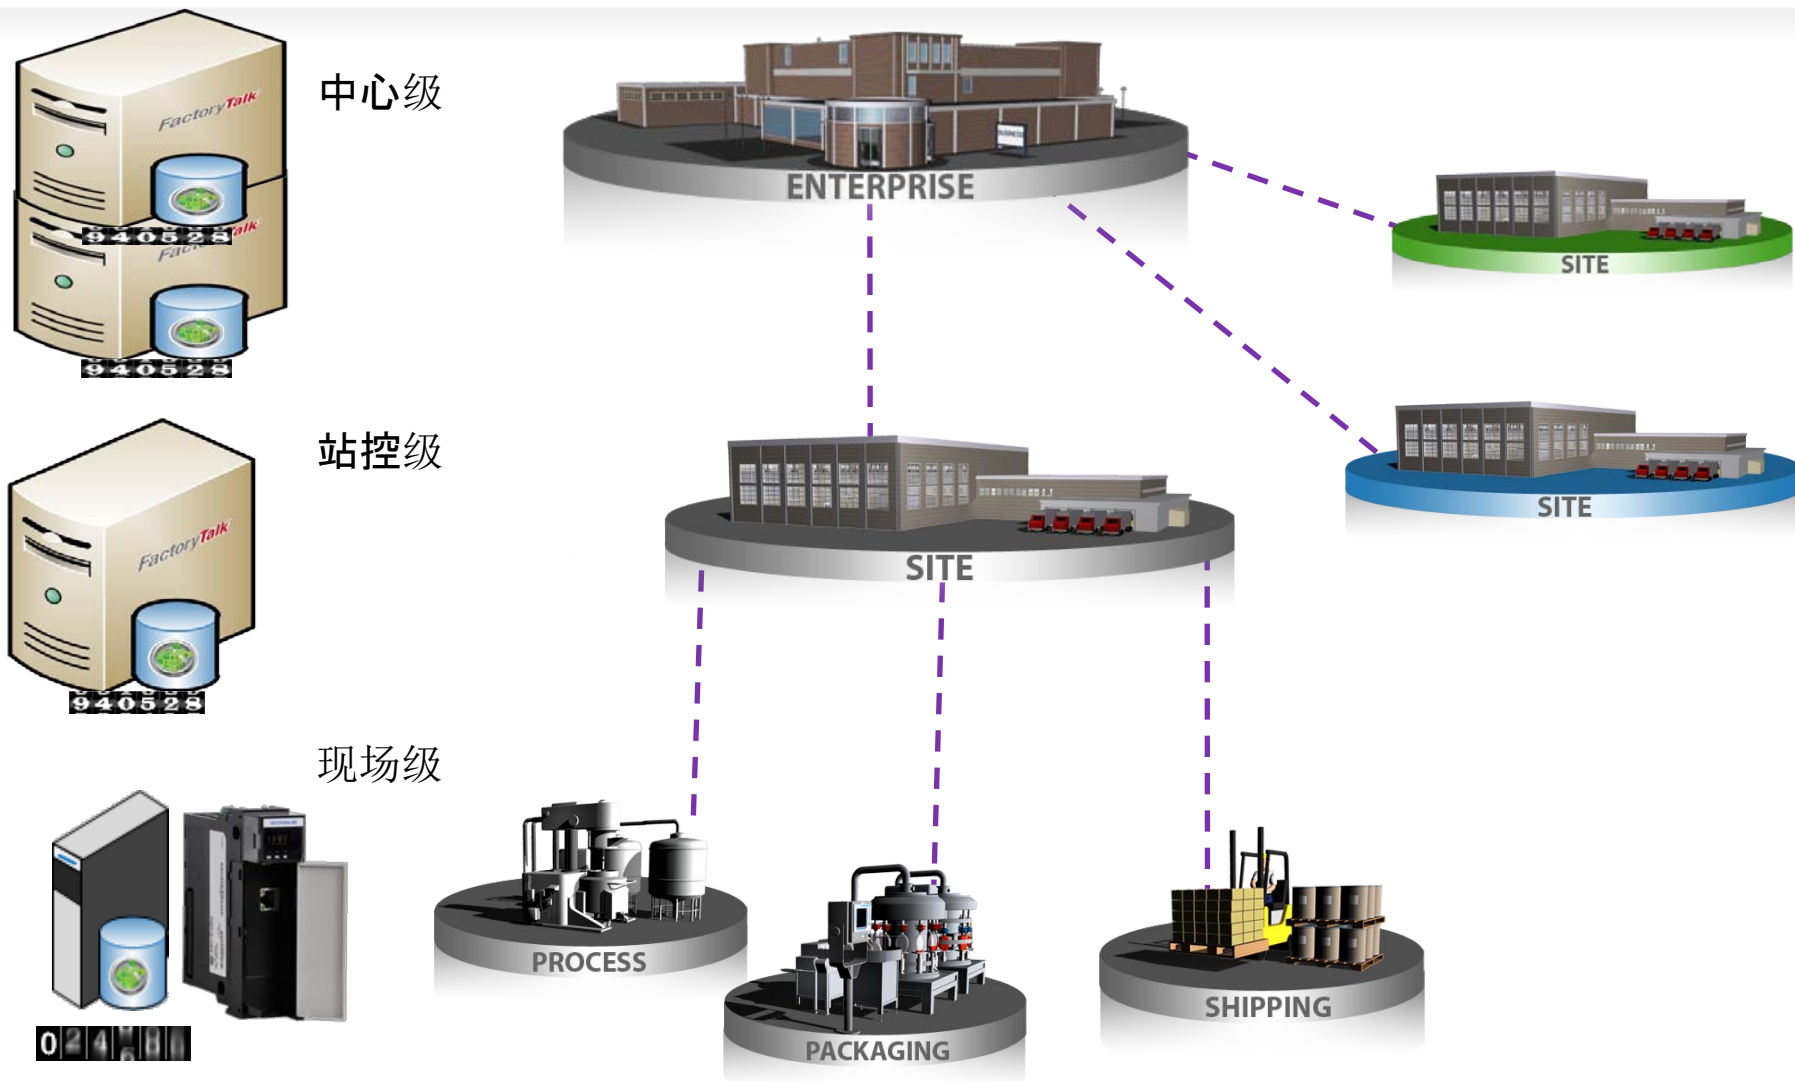 FactoryTalk
940528
FactoryTalk
940528
中心级
ENTERPRISE
SITE
站控级
FactoryTalk
940528
SITE
SITE
现场级
PROCESS
PACKAGING
SHIPPING